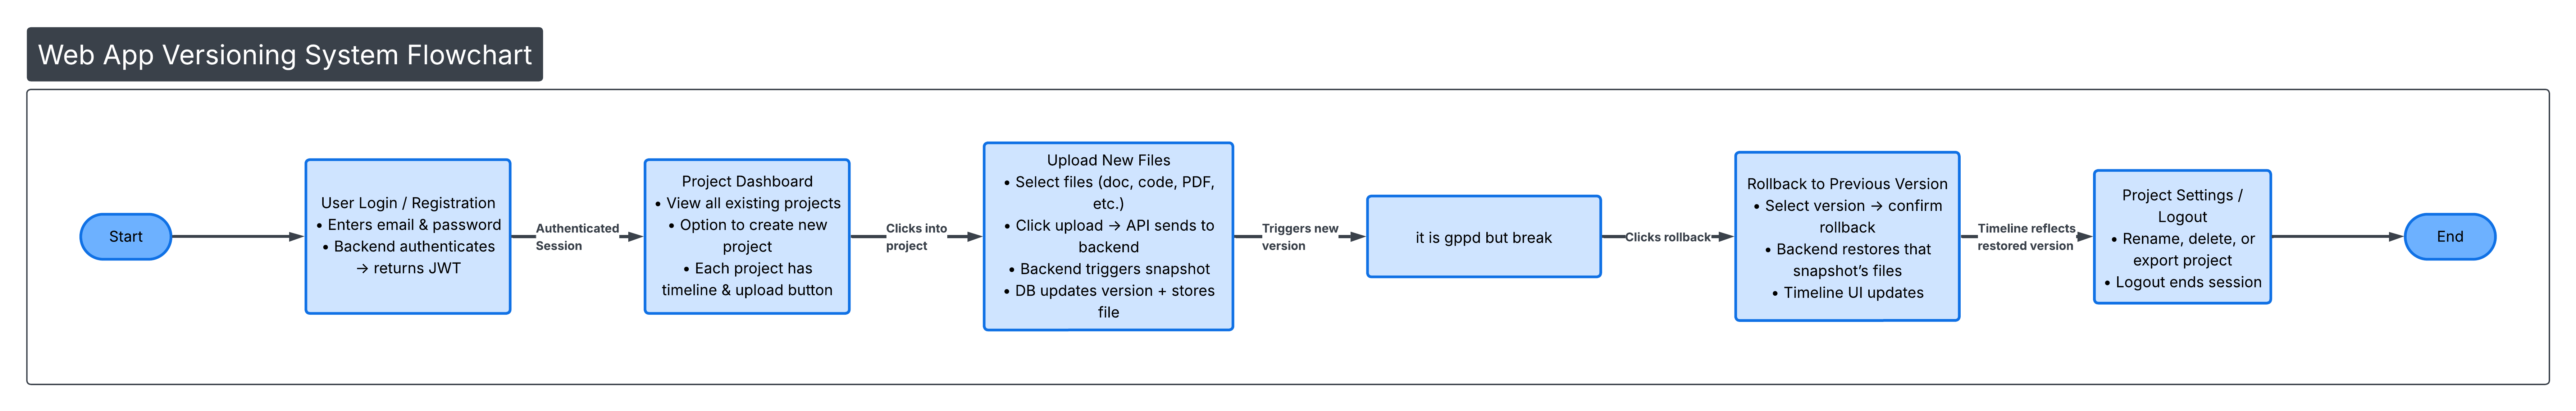 Web App Versioning System Flowchart
Start
User Login / Registration
• Enters email & password
• Backend authenticates
→ returns JWT
Authenticated
Session
Project Dashboard
• View all existing projects
• Option to create new
project
• Each project has
timeline & upload button
Clicks into
project
Upload New Files
• Select files (doc, code, PDF,
etc.)
• Click upload → API sends to
backend
• Backend triggers snapshot
• DB updates version + stores
file
Triggers new
version
it is gppd but break
Clicks rollback
Rollback to Previous Version
• Select version → confirm
rollback
• Backend restores that
snapshot’s files
• Timeline UI updates
Timeline reflects
restored version
Project Settings /
Logout
• Rename, delete, or
export project
• Logout ends session
End